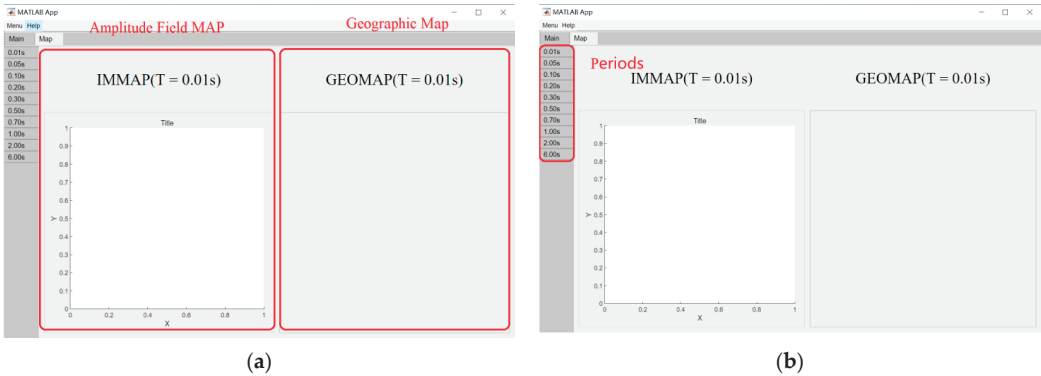 MATLAB App
Menu Help
Main Map
Amplitude Field MAP
Geographic Map
0.01s
0.05s
0.10s
0.20s
0.30s
0.50s
0.70s
1.00s
2.00s
6.00s
IMMAP(T = 0.01s)
Title
1
0.9
0.8
0.7
0.6
0.5
0.4
0.3
0.2
0.1
0
Y
0 0.2 0.4 0.6 0.8 1
X
GEOMAP(T = 0.01s)
(a)
MATLAB App
Menu Help
Main Map
0.01s
0.05s
0.10s
0.20s
0.30s
0.50s
0.70s
1.00s
2.00s
6.00s
Periods
IMMAP(T = 0.01s)
Title
1
0.9
0.8
0.7
0.6
0.5
0.4
0.3
0.2
0.1
0
Y
0 0.2 0.4 0.6 0.8 1
X
GEOMAP(T = 0.01s)
(b)